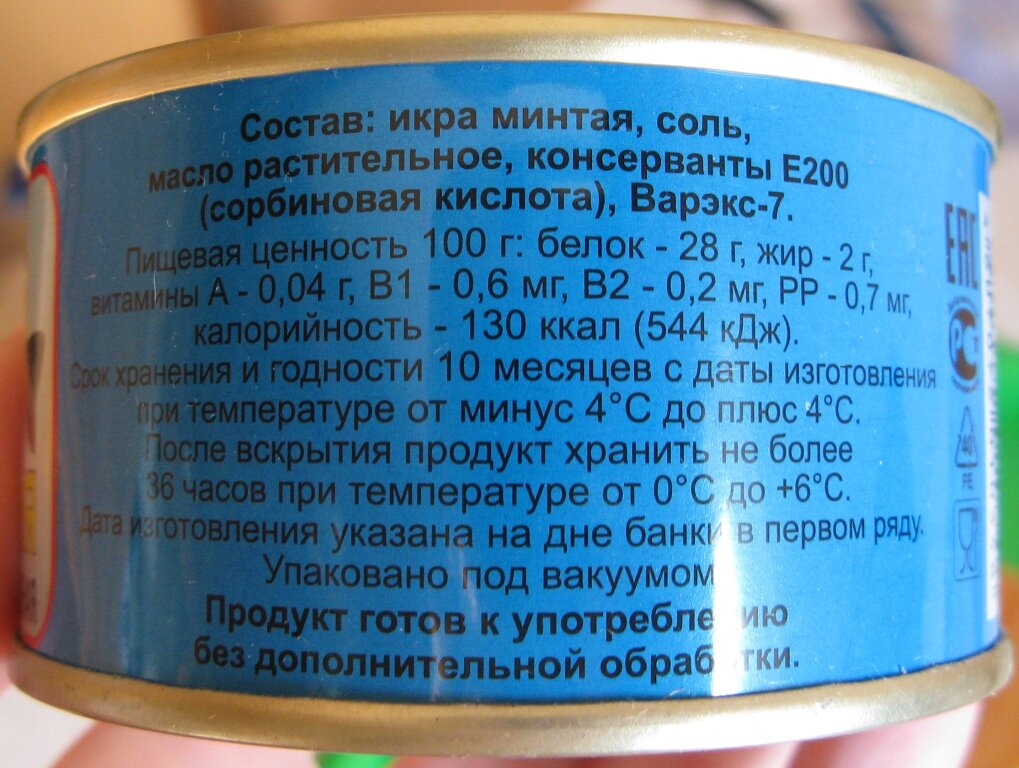 Состав: икра минтая, соль,
масло растительное, консерванты Е200
(сорбиновая кислота), Варэкс-7.
Пищевая ценность 100 г: белок - 28 г, жир - 2 г,
витамины А - 0,04 г, В1 - 0,6 мг, В2 - 0,2 мг, РР - 0,7 мг,
калорийность - 130 ккал (544 кДж).
Срок хранения и годности 10 месяцев с даты изготовления
при температуре от минус 4°С до плюс 4°С.
После вскрытия продукт хранить не более
36 часов при температуре от 0°С до +6°С.
Дата изготовления указана на дне банки в первом ряду.
Упаковано под вакуумом
Продукт готов к употреблению
без дополнительной обработки.
EAC
40
FE